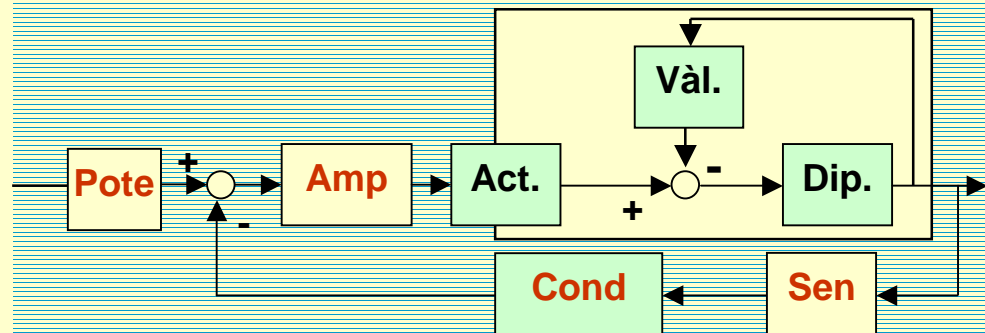 Vàl.
+
Pote
Amp
Act.
-
Dip.
+
-
Cond
Sen